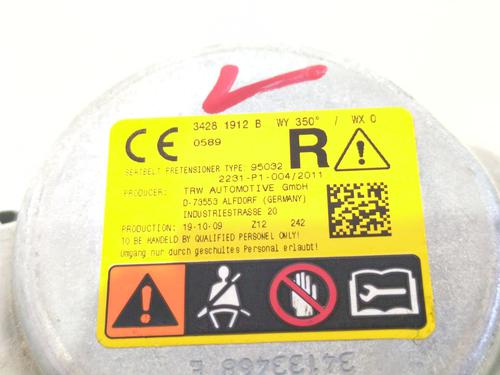 3428 1912 B WY 350° / WX 0
CE 0589 R
SEATBELT PRETENSIONER TYPE: 95032
2231-P1-004/2011
PRODUCER: TRW AUTOMOTIVE GmbH
D-73553 ALFDORF (GERMANY)
INDUSTRIESTRASSE 20
PRODUCTION: 19-10-09 Z12 242
TO BE HANDELD BY QUALIFIED PERSONEL ONLY!
Umgang nur durch geschultes Personal erlaubt!
34133468 E